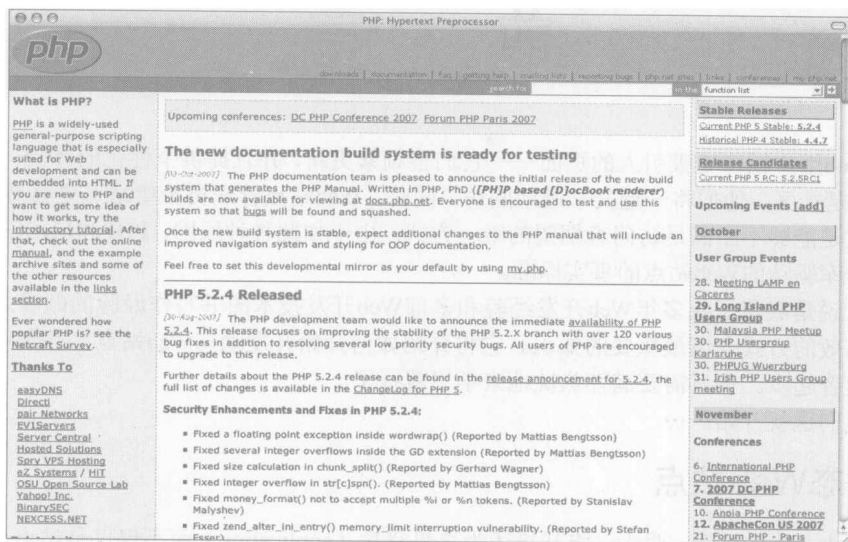 PHP: Hypertext Preprocessor
php
downloads | documentation | faq | getting help | mailing lists | reporting bugs | php.net sites | links | conferences | my php.net
search for in the function list
What is PHP?
PHP is a widely-used
general-purpose scripting
language that is especially
suited for Web
development and can be
embedded into HTML. If
you are new to PHP and
want to get some idea of
how it works, try the
introductory tutorial. After
that, check out the online
manual, and the example
archive sites and some of
the other resources
available in the links
section.
Ever wondered how
popular PHP is? see the
Netcraft Survey.
Thanks To
easyDNS
Directi
pair Networks
EV1Servers
Server Central
Hosted Solutions
Spry VPS Hosting
eZ Systems / HiT
OSU Open Source Lab
Yahoo! Inc.
BinarySEC
NEXCESS.NET
Upcoming conferences: DC PHP Conference 2007 Forum PHP Paris 2007
The new documentation build system is ready for testing
The PHP documentation team is pleased to announce the initial release of the new build
system that generates the PHP Manual. Written in PHP, PhD ([PH]P based [D]ocBook renderer)
builds are now available for viewing at docs.php.net. Everyone is encouraged to test and use this
system so that bugs will be found and squashed.
Once the new build system is stable, expect additional changes to the PHP manual that will include an
improved navigation system and styling for OOP documentation.
Feel free to set this developmental mirror as your default by using my.php.
PHP 5.2.4 Released
[30-Aug-2007] The PHP development team would like to announce the immediate availability of PHP
5.2.4. This release focuses on improving the stability of the PHP 5.2.X branch with over 120 various
bug fixes in addition to resolving several low priority security bugs. All users of PHP are encouraged
to upgrade to this release.
Further details about the PHP 5.2.4 release can be found in the release announcement for 5.2.4, the
full list of changes is available in the ChangeLog for PHP 5.
Security Enhancements and Fixes in PHP 5.2.4:
Fixed a floating point exception inside wordwrap() (Reported by Mattias Bengtsson)
Fixed several integer overflows inside the GD extension (Reported by Mattias Bengtsson)
Fixed size calculation in chunk_split() (Reported by Gerhard Wagner)
Fixed integer overflow in str[c]spn(). (Reported by Mattias Bengtsson)
Fixed money_format() not to accept multiple %i or %n tokens. (Reported by Stanislav
Malyshev)
Fixed zend_alter_ini_entry() memory_limit interruption vulnerability. (Reported by Stefan
Esser)
Stable Releases
Current PHP 5 Stable: 5.2.4
Historical PHP 4 Stable: 4.4.7
Release Candidates
Current PHP 5 RC: 5.2.5RC1
Upcoming Events [add]
October
User Group Events
28. Meeting LAMP en
Caceres
29. Long Island PHP
Users Group
30. Malaysia PHP Meetup
30. PHP Usergroup
Karlsruhe
30. PHPUG Wuerzburg
31. Irish PHP Users Group
meeting
November
Conferences
6. International PHP
Conference
7. 2007 DC PHP
Conference
10. Anpia PHP Conference
12. ApacheCon US 2007
21. Forum PHP - Paris